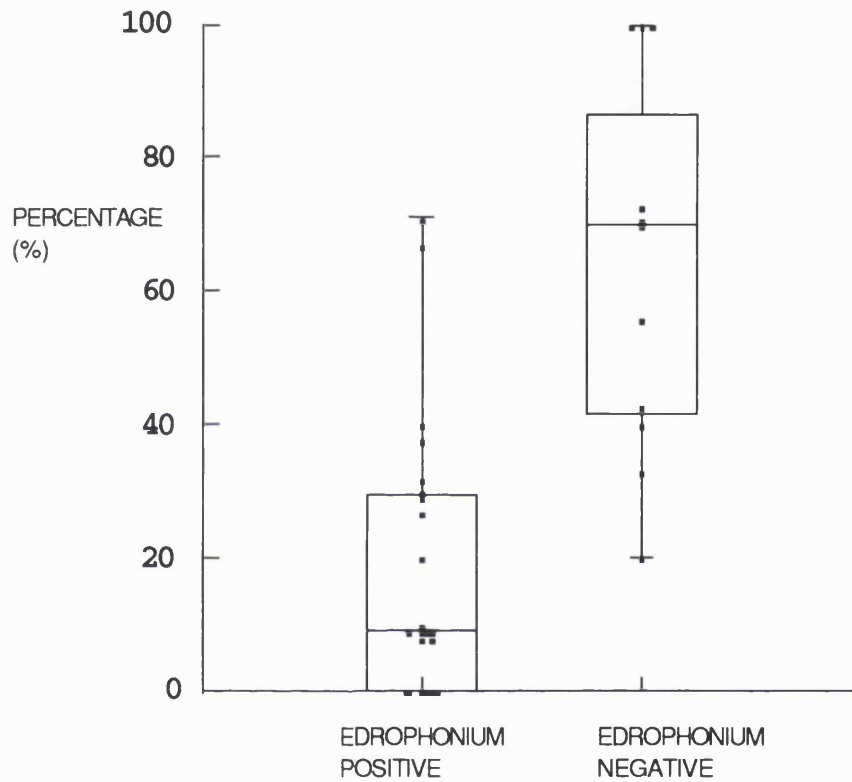 100
80
PERCENTAGE
(%)
60
40
20
0
EDROPHONIUM
POSITIVE
EDROPHONIUM
NEGATIVE